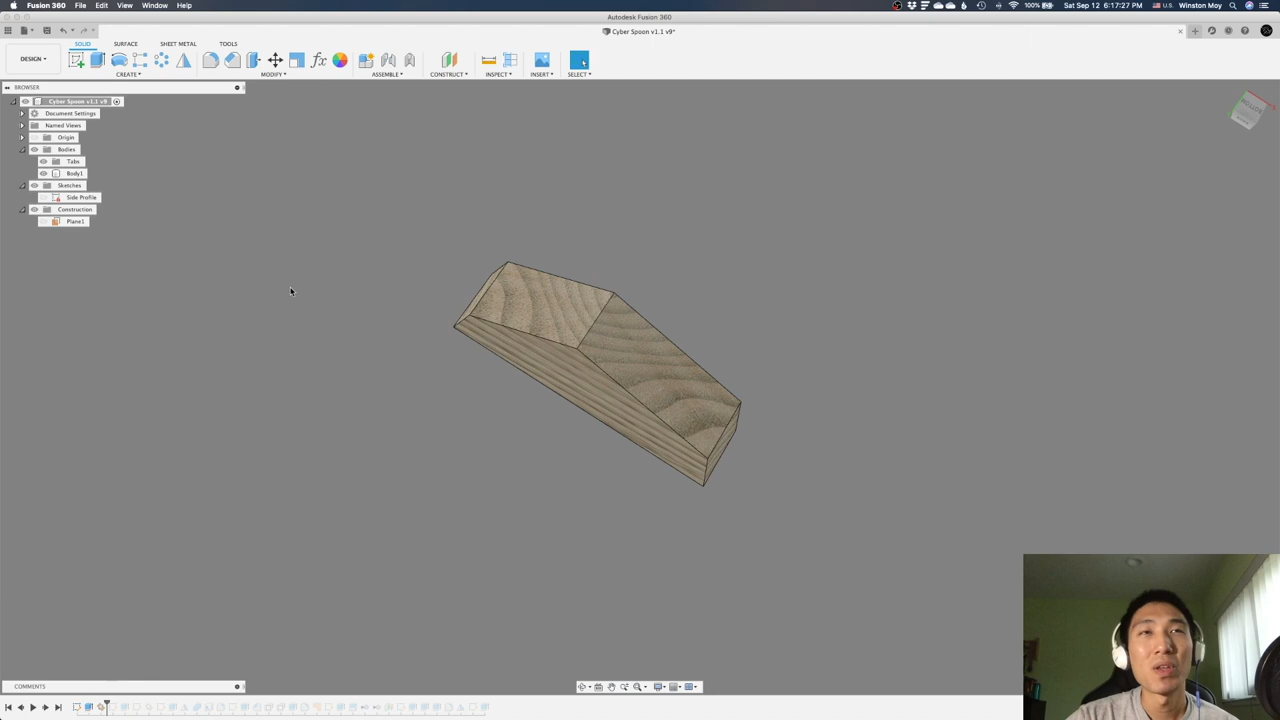 Fusion 360 File Edit View Window Help 100% Sat Sep 12 6:17:27 PM U.S. Winston Moy
Autodesk Fusion 360
Cyber Spoon v1.1 v9*
SOLID SURFACE SHEET METAL TOOLS
DESIGN
CREATE MODIFY ASSEMBLE CONSTRUCT INSPECT INSERT SELECT
BROWSER
Cyber Spoon v1.1 v9
Document Settings
Named Views
Origin
Bodies
Tabs
Body1
Sketches
Side Profile
Construction
Plane1
BOTTOM
COMMENTS